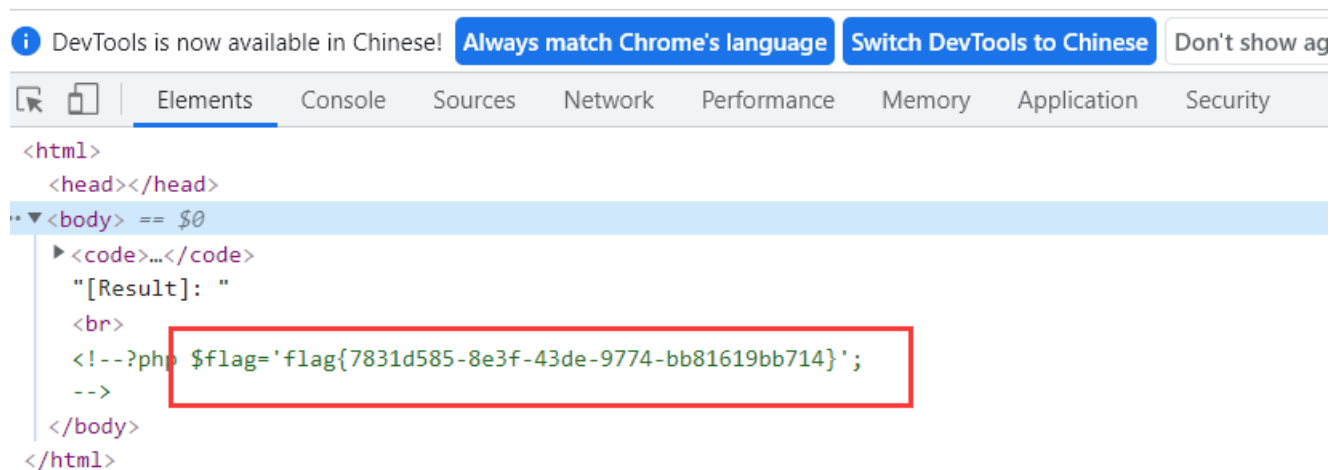 DevTools is now available in Chinese! Always match Chrome's language Switch DevTools to Chinese Don't show ag
Elements Console Sources Network Performance Memory Application Security
<html>
<head></head>
<body> == $0
<code>…</code>
"[Result]: "
<br>
<!--?php $flag='flag{7831d585-8e3f-43de-9774-bb81619bb714}';
-->
</body>
</html>